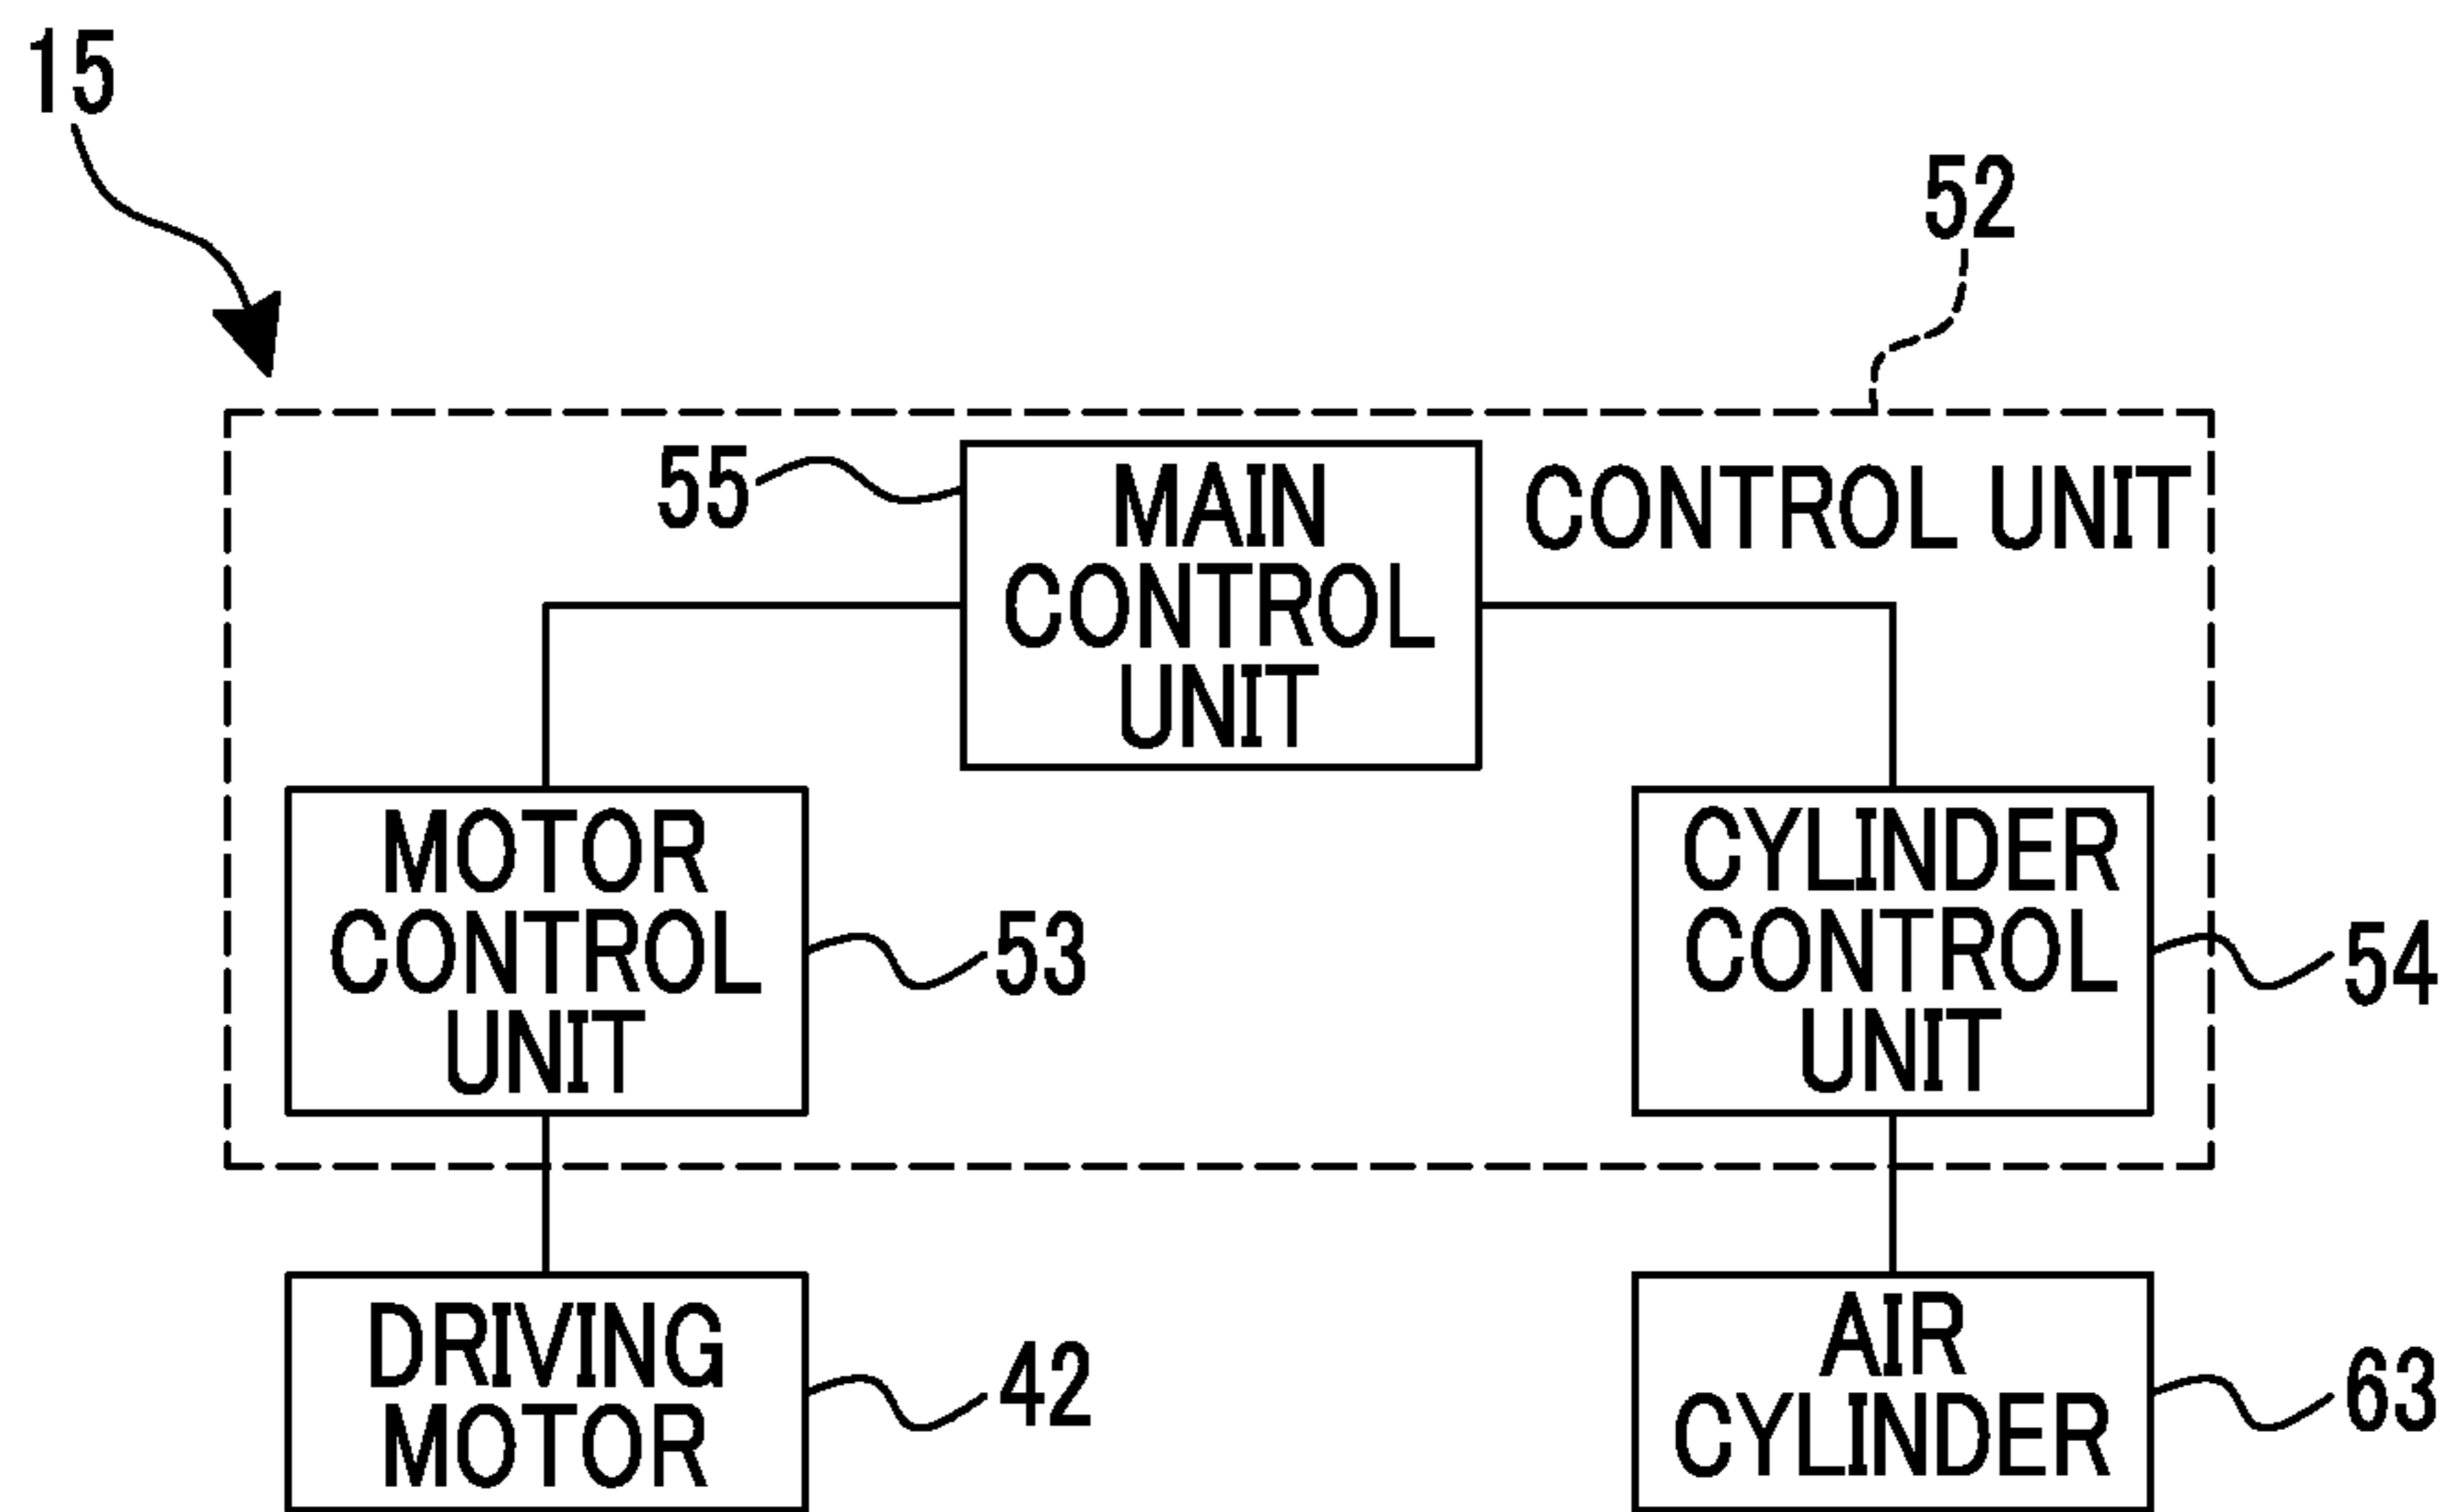 15
52
55
MAIN
CONTROL
UNIT
CONTROL UNIT
MOTOR
CONTROL
UNIT
53
CYLINDER
CONTROL
UNIT
54
DRIVING
MOTOR
42
AIR
CYLINDER
63